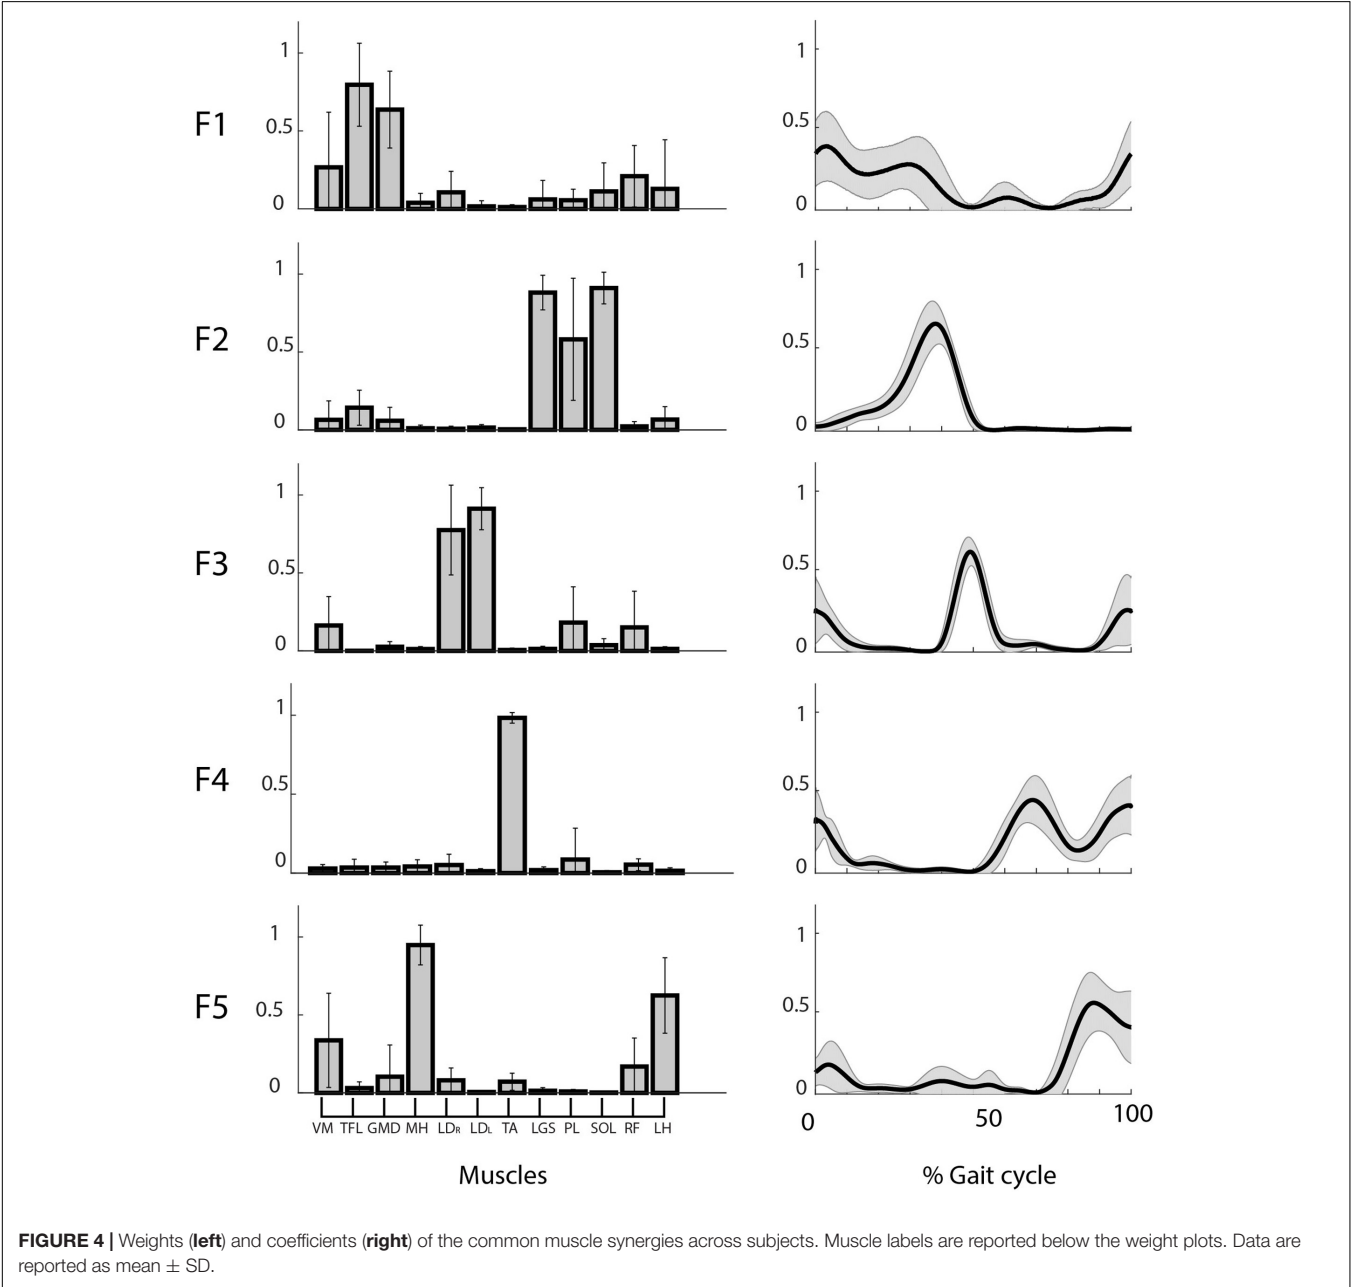 F1
1
0.5
0
1
0.5
0
F2
1
0.5
0
1
0.5
0
F3
1
0.5
0
1
0.5
0
F4
1
0.5
0
1
0.5
0
F5
1
0.5
0
1
0.5
0
VM TFL GMD MH LDR LDL TA LGS PL SOL RF LH
0 50 100
Muscles
% Gait cycle
FIGURE 4 | Weights (left) and coefficients (right) of the common muscle synergies across subjects. Muscle labels are reported below the weight plots. Data are
reported as mean ± SD.